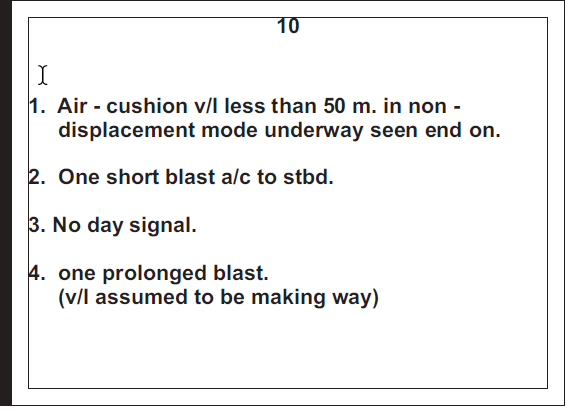 10
1. Air - cushion v/l less than 50 m. in non -
displacement mode underway seen end on.
2. One short blast a/c to stbd.
3. No day signal.
4. one prolonged blast.
(v/l assumed to be making way)